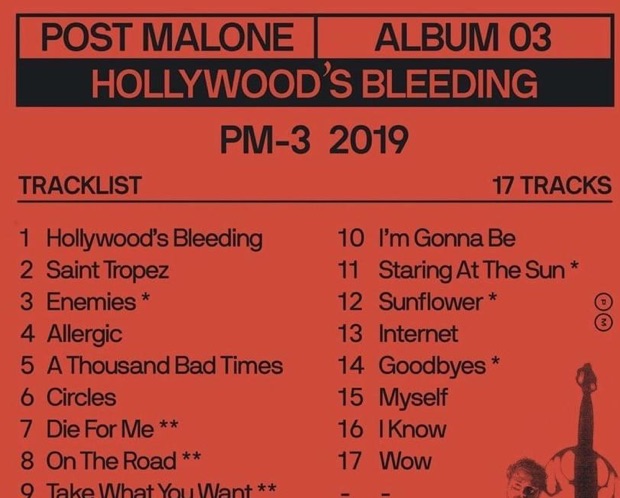 POST MALONE ALBUM 03
HOLLYWOOD'S BLEEDING
PM-3 2019
TRACKLIST 17 TRACKS
1 Hollywood's Bleeding
2 Saint Tropez
3 Enemies *
4 Allergic
5 A Thousand Bad Times
6 Circles
7 Die For Me **
8 On The Road **
9 Take What You Want **
10 I'm Gonna Be
11 Staring At The Sun *
12 Sunflower *
13 Internet
14 Goodbyes *
15 Myself
16 I Know
17 Wow
- -
P
M